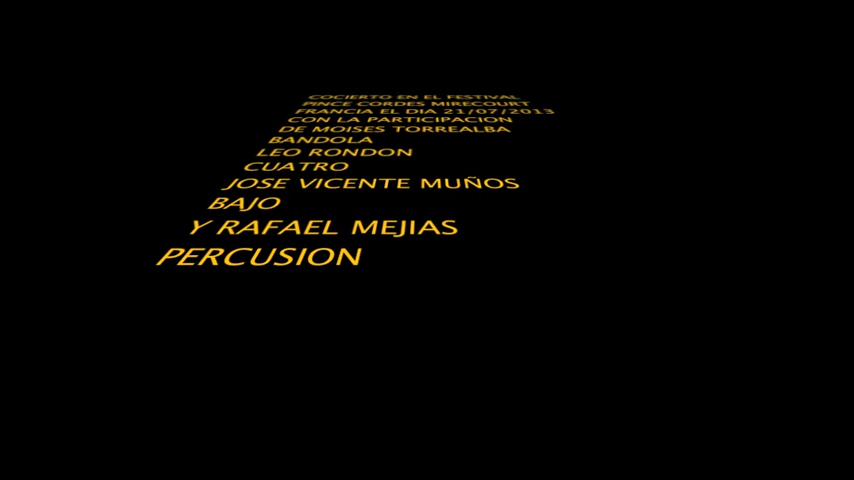 COCIERTO EN EL FESTIVAL
PINCE CORDES MIRECOURT
FRANCIA EL DIA 21/07/2013
CON LA PARTICIPACION
DE MOISES TORREALBA
BANDOLA
LEO RONDON
CUATRO
JOSE VICENTE MUÑOS
BAJO
Y RAFAEL MEJIAS
PERCUSION